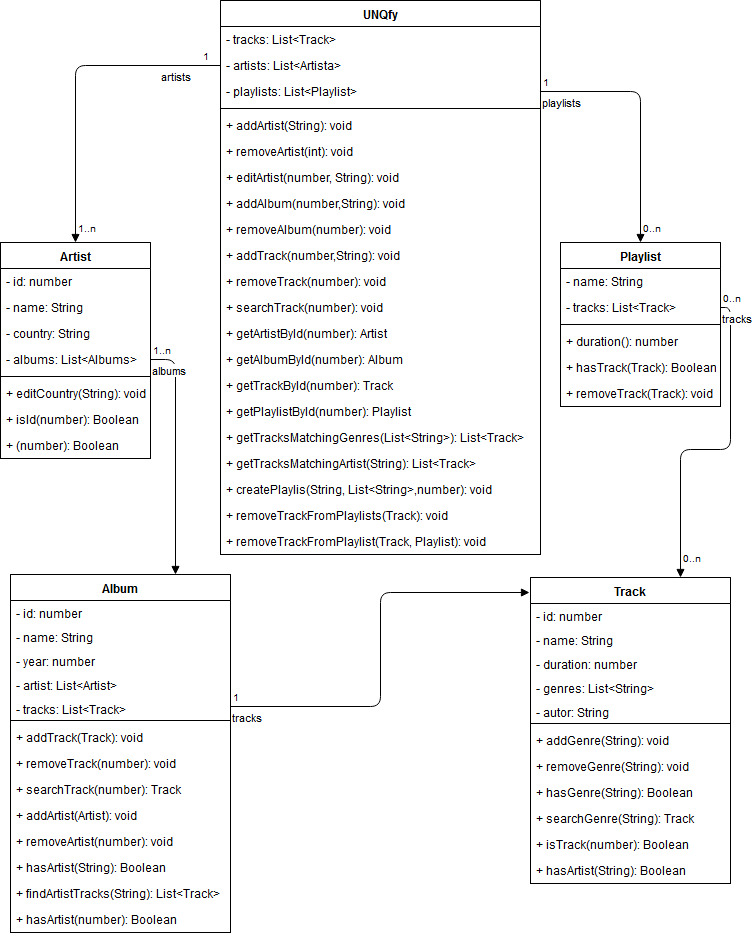 UNQfy
- tracks: List<Track>
- artists: List<Artista>
- playlists: List<Playlist>
+ addArtist(String): void
+ removeArtist(int): void
+ editArtist(number, String): void
+ addAlbum(number,String): void
+ removeAlbum(number): void
+ addTrack(number,String): void
+ removeTrack(number): void
+ searchTrack(number): void
+ getArtistById(number): Artist
+ getAlbumById(number): Album
+ getTrackById(number): Track
+ getPlaylistById(number): Playlist
+ getTracksMatchingGenres(List<String>): List<Track>
+ getTracksMatchingArtist(String): List<Track>
+ createPlaylis(String, List<String>,number): void
+ removeTrackFromPlaylists(Track): void
+ removeTrackFromPlaylist(Track, Playlist): void
1
artists
1..n
1
playlists
0..n
Artist
- id: number
- name: String
- country: String
- albums: List<Albums>
+ editCountry(String): void
+ isId(number): Boolean
+ (number): Boolean
1..n
albums
Playlist
- name: String
- tracks: List<Track>
+ duration(): number
+ hasTrack(Track): Boolean
+ removeTrack(Track): void
0..n
tracks
0..n
Album
- id: number
- name: String
- year: number
- artist: List<Artist>
- tracks: List<Track>
+ addTrack(Track): void
+ removeTrack(number): void
+ searchTrack(number): Track
+ addArtist(Artist): void
+ removeArtist(number): void
+ hasArtist(String): Boolean
+ findArtistTracks(String): List<Track>
+ hasArtist(number): Boolean
1
tracks
Track
- id: number
- name: String
- duration: number
- genres: List<String>
- autor: String
+ addGenre(String): void
+ removeGenre(String): void
+ hasGenre(String): Boolean
+ searchGenre(String): Track
+ isTrack(number): Boolean
+ hasArtist(String): Boolean